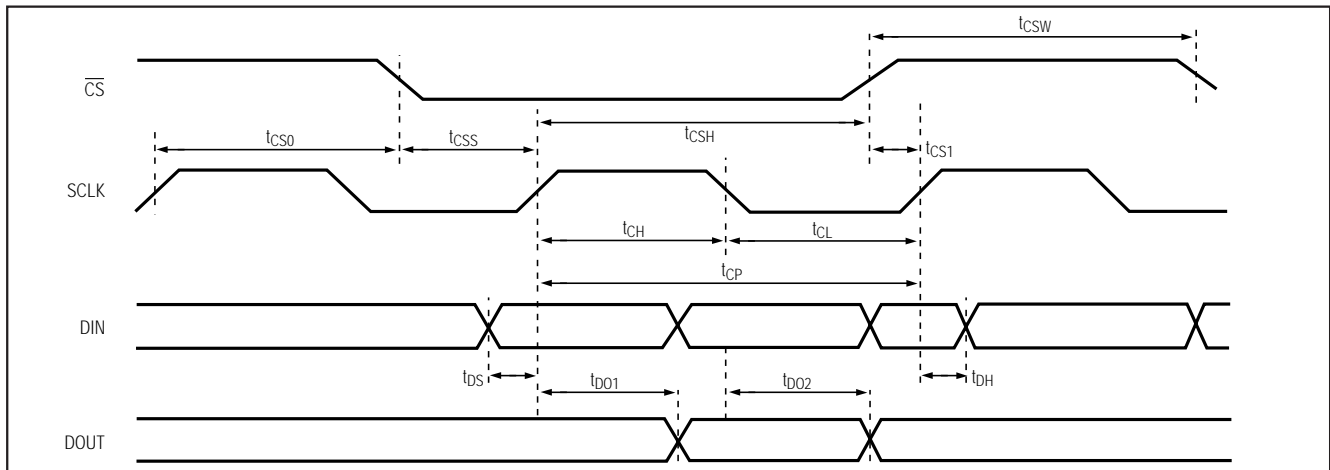 tCSW
CS
tCS0
tCSS
tCSH
tCS1
SCLK
tCH
tCL
tCP
DIN
tDS
tDO1
tDO2
tDH
DOUT